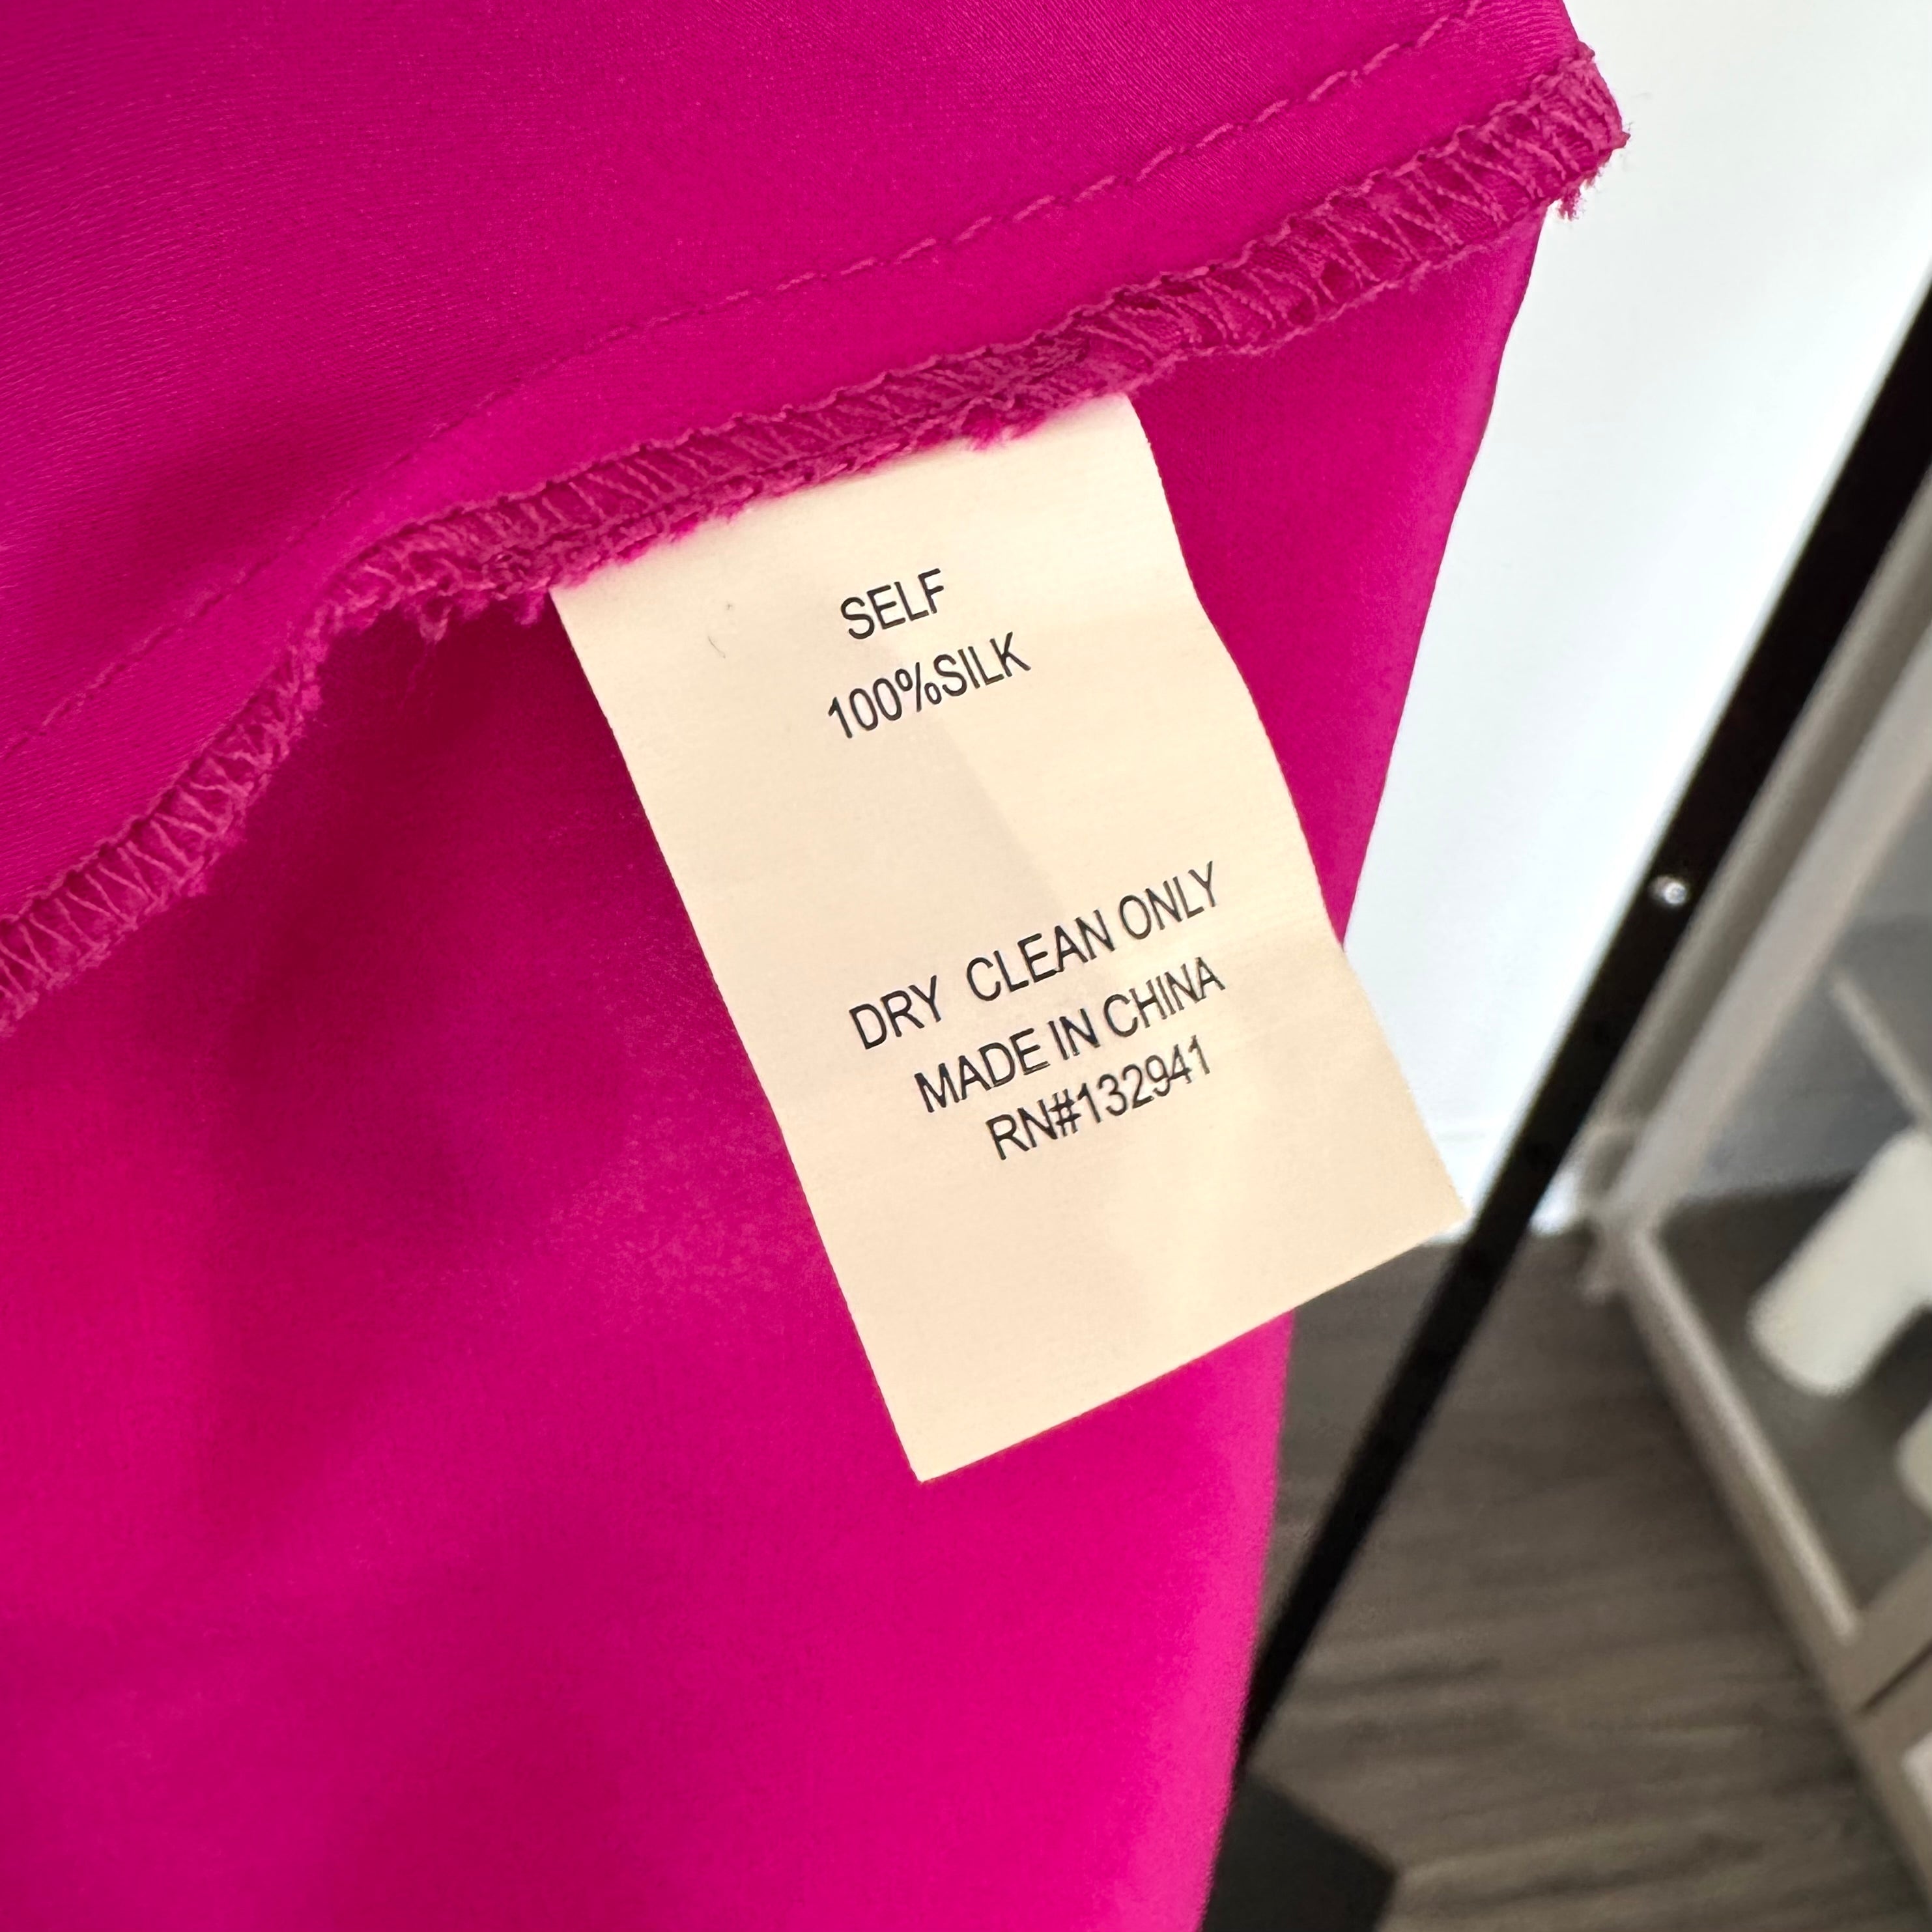 SELF
100%SILK
DRY CLEAN ONLY
MADE IN CHINA
RN#132941